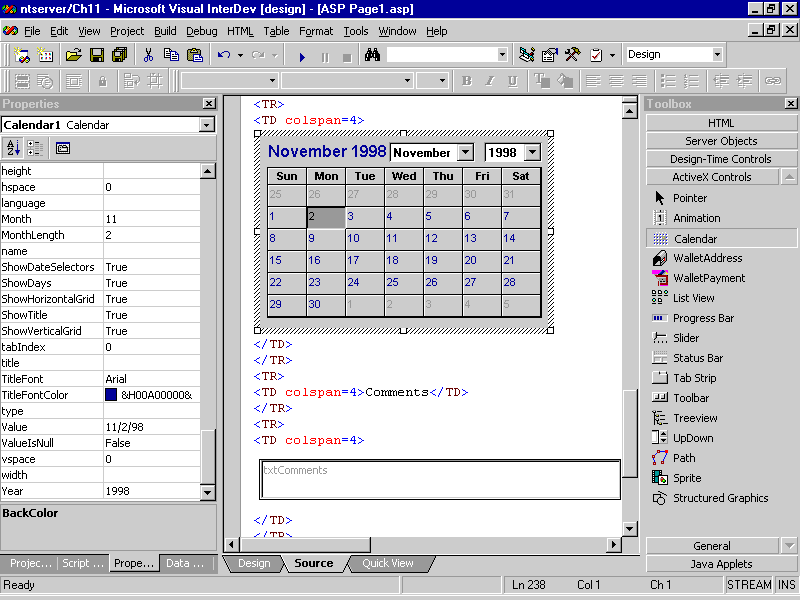 ntserver/Ch11 - Microsoft Visual InterDev [design] - [ASP Page1.asp]
File Edit View Project Build Debug HTML Table Format Tools Window Help
Design
Properties
Calendar1 Calendar
height
hspace 0
language
Month 11
MonthLength 2
name
ShowDateSelectors True
ShowDays True
ShowHorizontalGrid True
ShowTitle True
ShowVerticalGrid True
tabIndex 0
title
TitleFont Arial
TitleFontColor &H00A00000&
type
Value 11/2/98
ValueIsNull False
vspace 0
width
Year 1998
BackColor
Projec... Script ... Prope... Data ...
<TR>
<TD colspan=4>
November 1998 November 1998
Sun Mon Tue Wed Thu Fri Sat
25 26 27 28 29 30 31
1 2 3 4 5 6 7
8 9 10 11 12 13 14
15 16 17 18 19 20 21
22 23 24 25 26 27 28
29 30 1 2 3 4 5
</TD>
</TR>
<TR>
<TD colspan=4>Comments</TD>
</TR>
<TR>
<TD colspan=4>
txtComments
</TD>
</TR>
Design Source Quick View
Toolbox
HTML
Server Objects
Design-Time Controls
ActiveX Controls
Pointer
Animation
Calendar
WalletAddress
WalletPayment
List View
Progress Bar
Slider
Status Bar
Tab Strip
Toolbar
Treeview
UpDown
Path
Sprite
Structured Graphics
General
Java Applets
Ready Ln 238 Col 1 Ch 1 STREAM INS